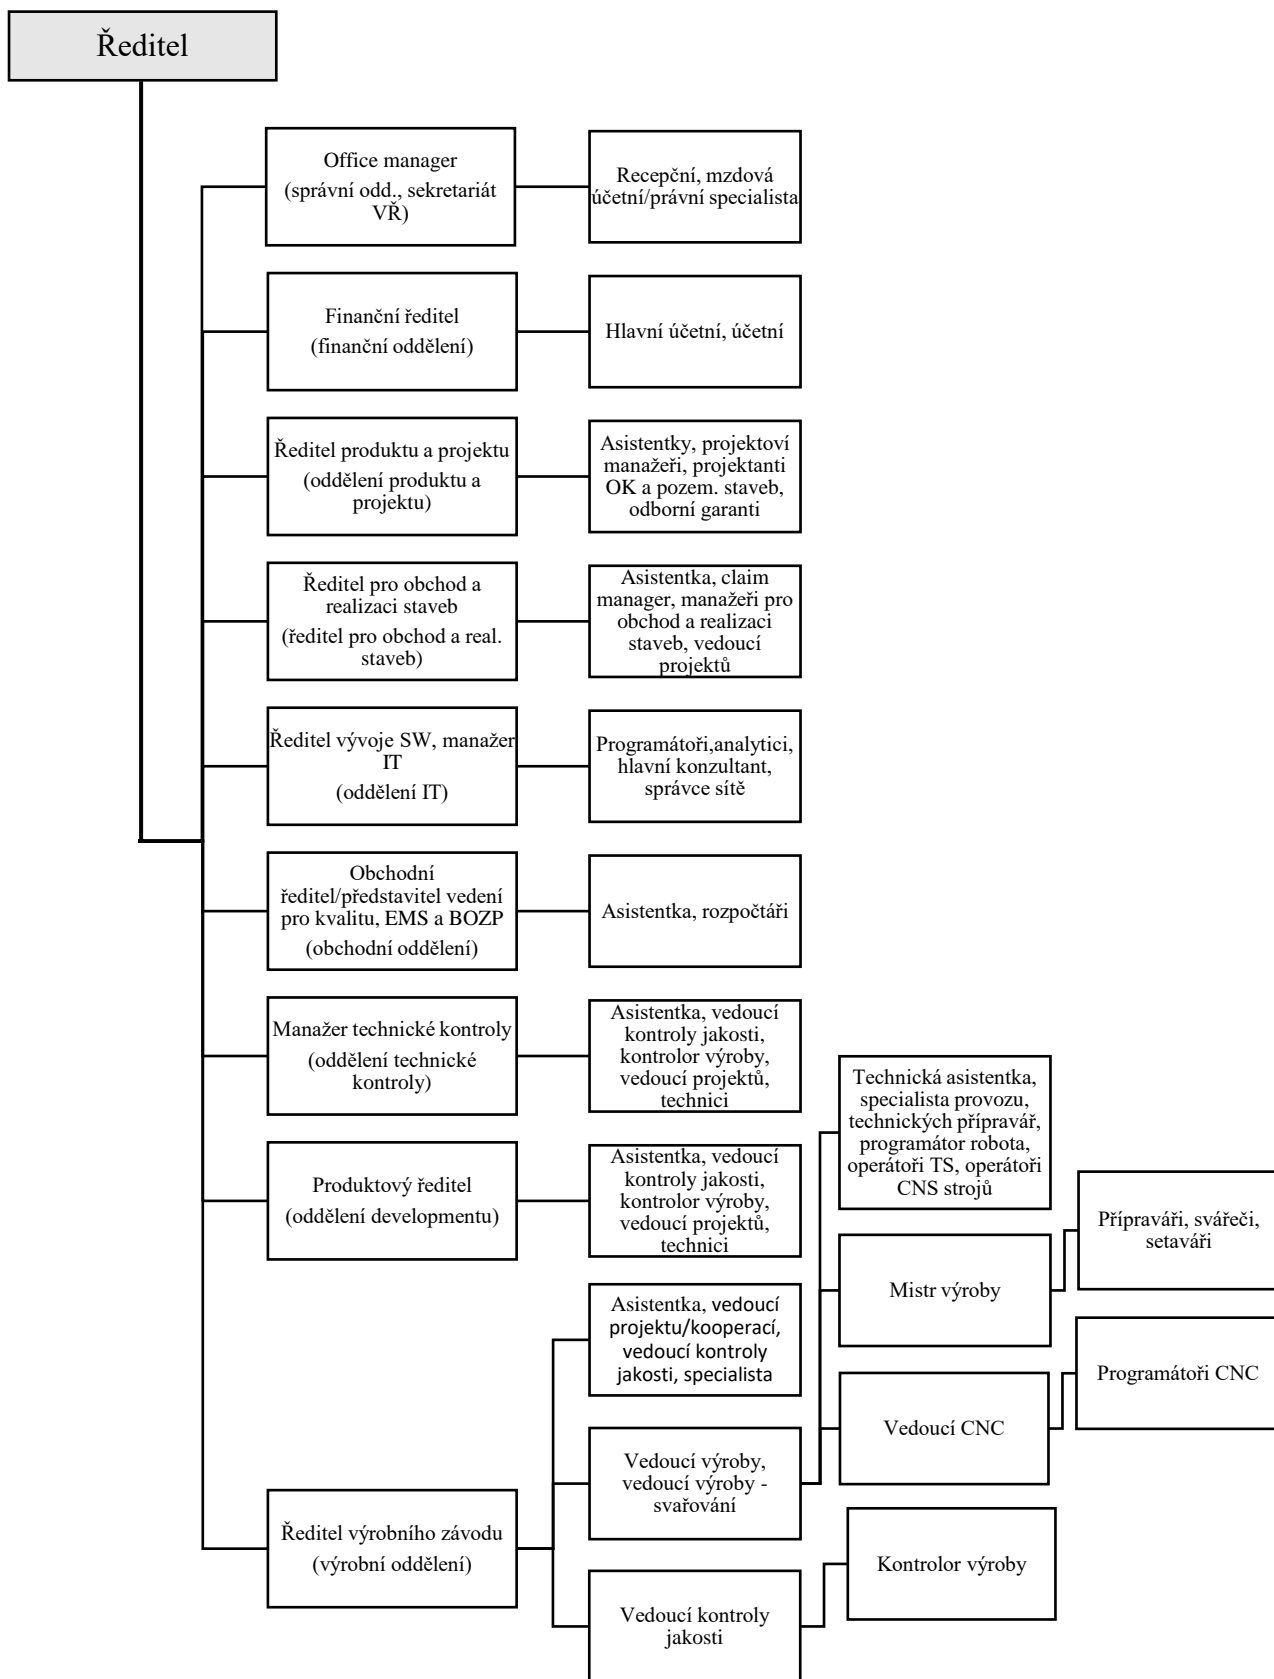 Ředitel
Office manager
(správní odd., sekretariát
VŘ)
Recepční, mzdová
účetní/právní specialista
Finanční ředitel
(finanční oddělení)
Hlavní účetní, účetní
Ředitel produktu a projektu
(oddělení produktu a
projektu)
Asistentky, projektoví
manažeři, projektanti
OK a pozem. staveb,
odborní garanti
Ředitel pro obchod a
realizaci staveb
(ředitel pro obchod a real.
staveb)
Asistentka, claim
manager, manažeři pro
obchod a realizaci
staveb, vedoucí
projektů
Ředitel vývoje SW, manažer
IT
(oddělení IT)
Programátoři,analytici,
hlavní konzultant,
správce sítě
Obchodní
ředitel/představitel vedení
pro kvalitu, EMS a BOZP
(obchodní oddělení)
Asistentka, rozpočtáři
Manažer technické kontroly
(oddělení technické
kontroly)
Asistentka, vedoucí
kontroly jakosti,
kontrolor výroby,
vedoucí projektů,
technici
Produktový ředitel
(oddělení developmentu)
Asistentka, vedoucí
kontroly jakosti,
kontrolor výroby,
vedoucí projektů,
technici
Ředitel výrobního závodu
(výrobní oddělení)
Asistentka, vedoucí
projektu/kooperací,
vedoucí kontroly
jakosti, specialista
Vedoucí výroby,
vedoucí výroby -
svařování
Technická asistentka,
specialista provozu,
technických přípravář,
programátor robota,
operátoři TS, operátoři
CNS strojů
Mistr výroby
Přípraváři, svářeči,
setaváři
Vedoucí CNC
Programátoři CNC
Vedoucí kontroly
jakosti
Kontrolor výroby